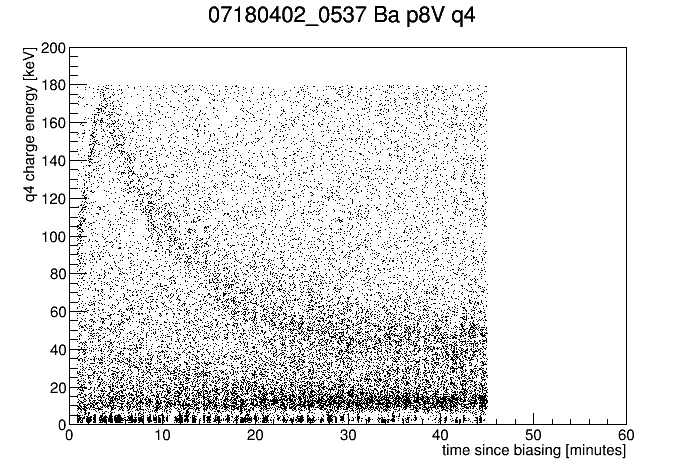 07180402_0537 Ba p8V q4
q4 charge energy [keV]
200
180
160
140
120
100
80
60
40
20
0
0 10 20 30 40 50 60
time since biasing [minutes]